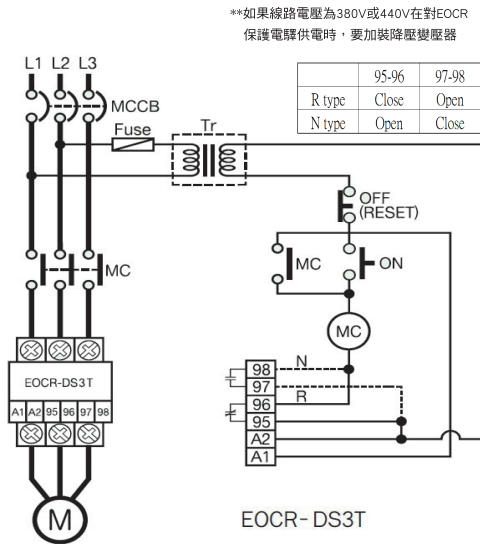 **如果線路電壓為380V或440V在對EOCR
保護電驛供電時，要加裝降壓變壓器
L1 L2 L3
MCCB
Fuse
Tr
95-96 97-98
R type Close Open
N type Open Close
OFF
(RESET)
MC
ON
MC
MC
98 N
97
96 R
95
A2
A1
EOCR-DS3T
A1 A2 95 96 97 98
M
EOCR-DS3T